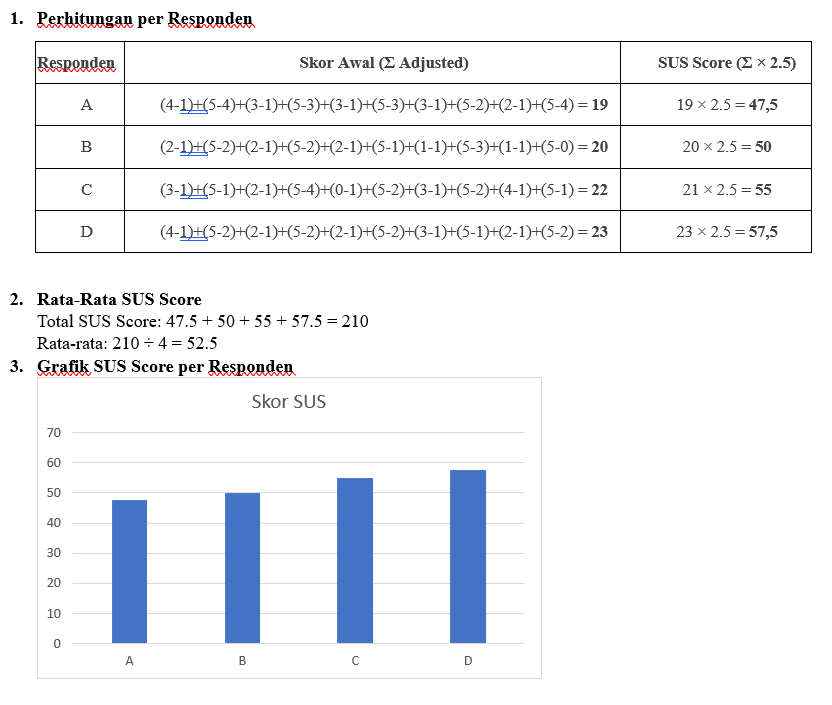 1. Perhitungan per Responden
Responden Skor Awal (Σ Adjusted) SUS Score (Σ × 2.5)
A (4-1)+(5-4)+(3-1)+(5-3)+(3-1)+(5-3)+(3-1)+(5-2)+(2-1)+(5-4) = 19 19 × 2.5 = 47,5
B (2-1)+(5-2)+(2-1)+(5-2)+(2-1)+(5-1)+(1-1)+(5-3)+(1-1)+(5-0) = 20 20 × 2.5 = 50
C (3-1)+(5-1)+(2-1)+(5-4)+(0-1)+(5-2)+(3-1)+(5-2)+(4-1)+(5-1) = 22 21 × 2.5 = 55
D (4-1)+(5-2)+(2-1)+(5-2)+(2-1)+(5-2)+(3-1)+(5-1)+(2-1)+(5-2) = 23 23 × 2.5 = 57,5
2. Rata-Rata SUS Score
Total SUS Score: 47.5 + 50 + 55 + 57.5 = 210
Rata-rata: 210 ÷ 4 = 52.5
3. Grafik SUS Score per Responden
Skor SUS
70
60
50
40
30
20
10
0
A B C D